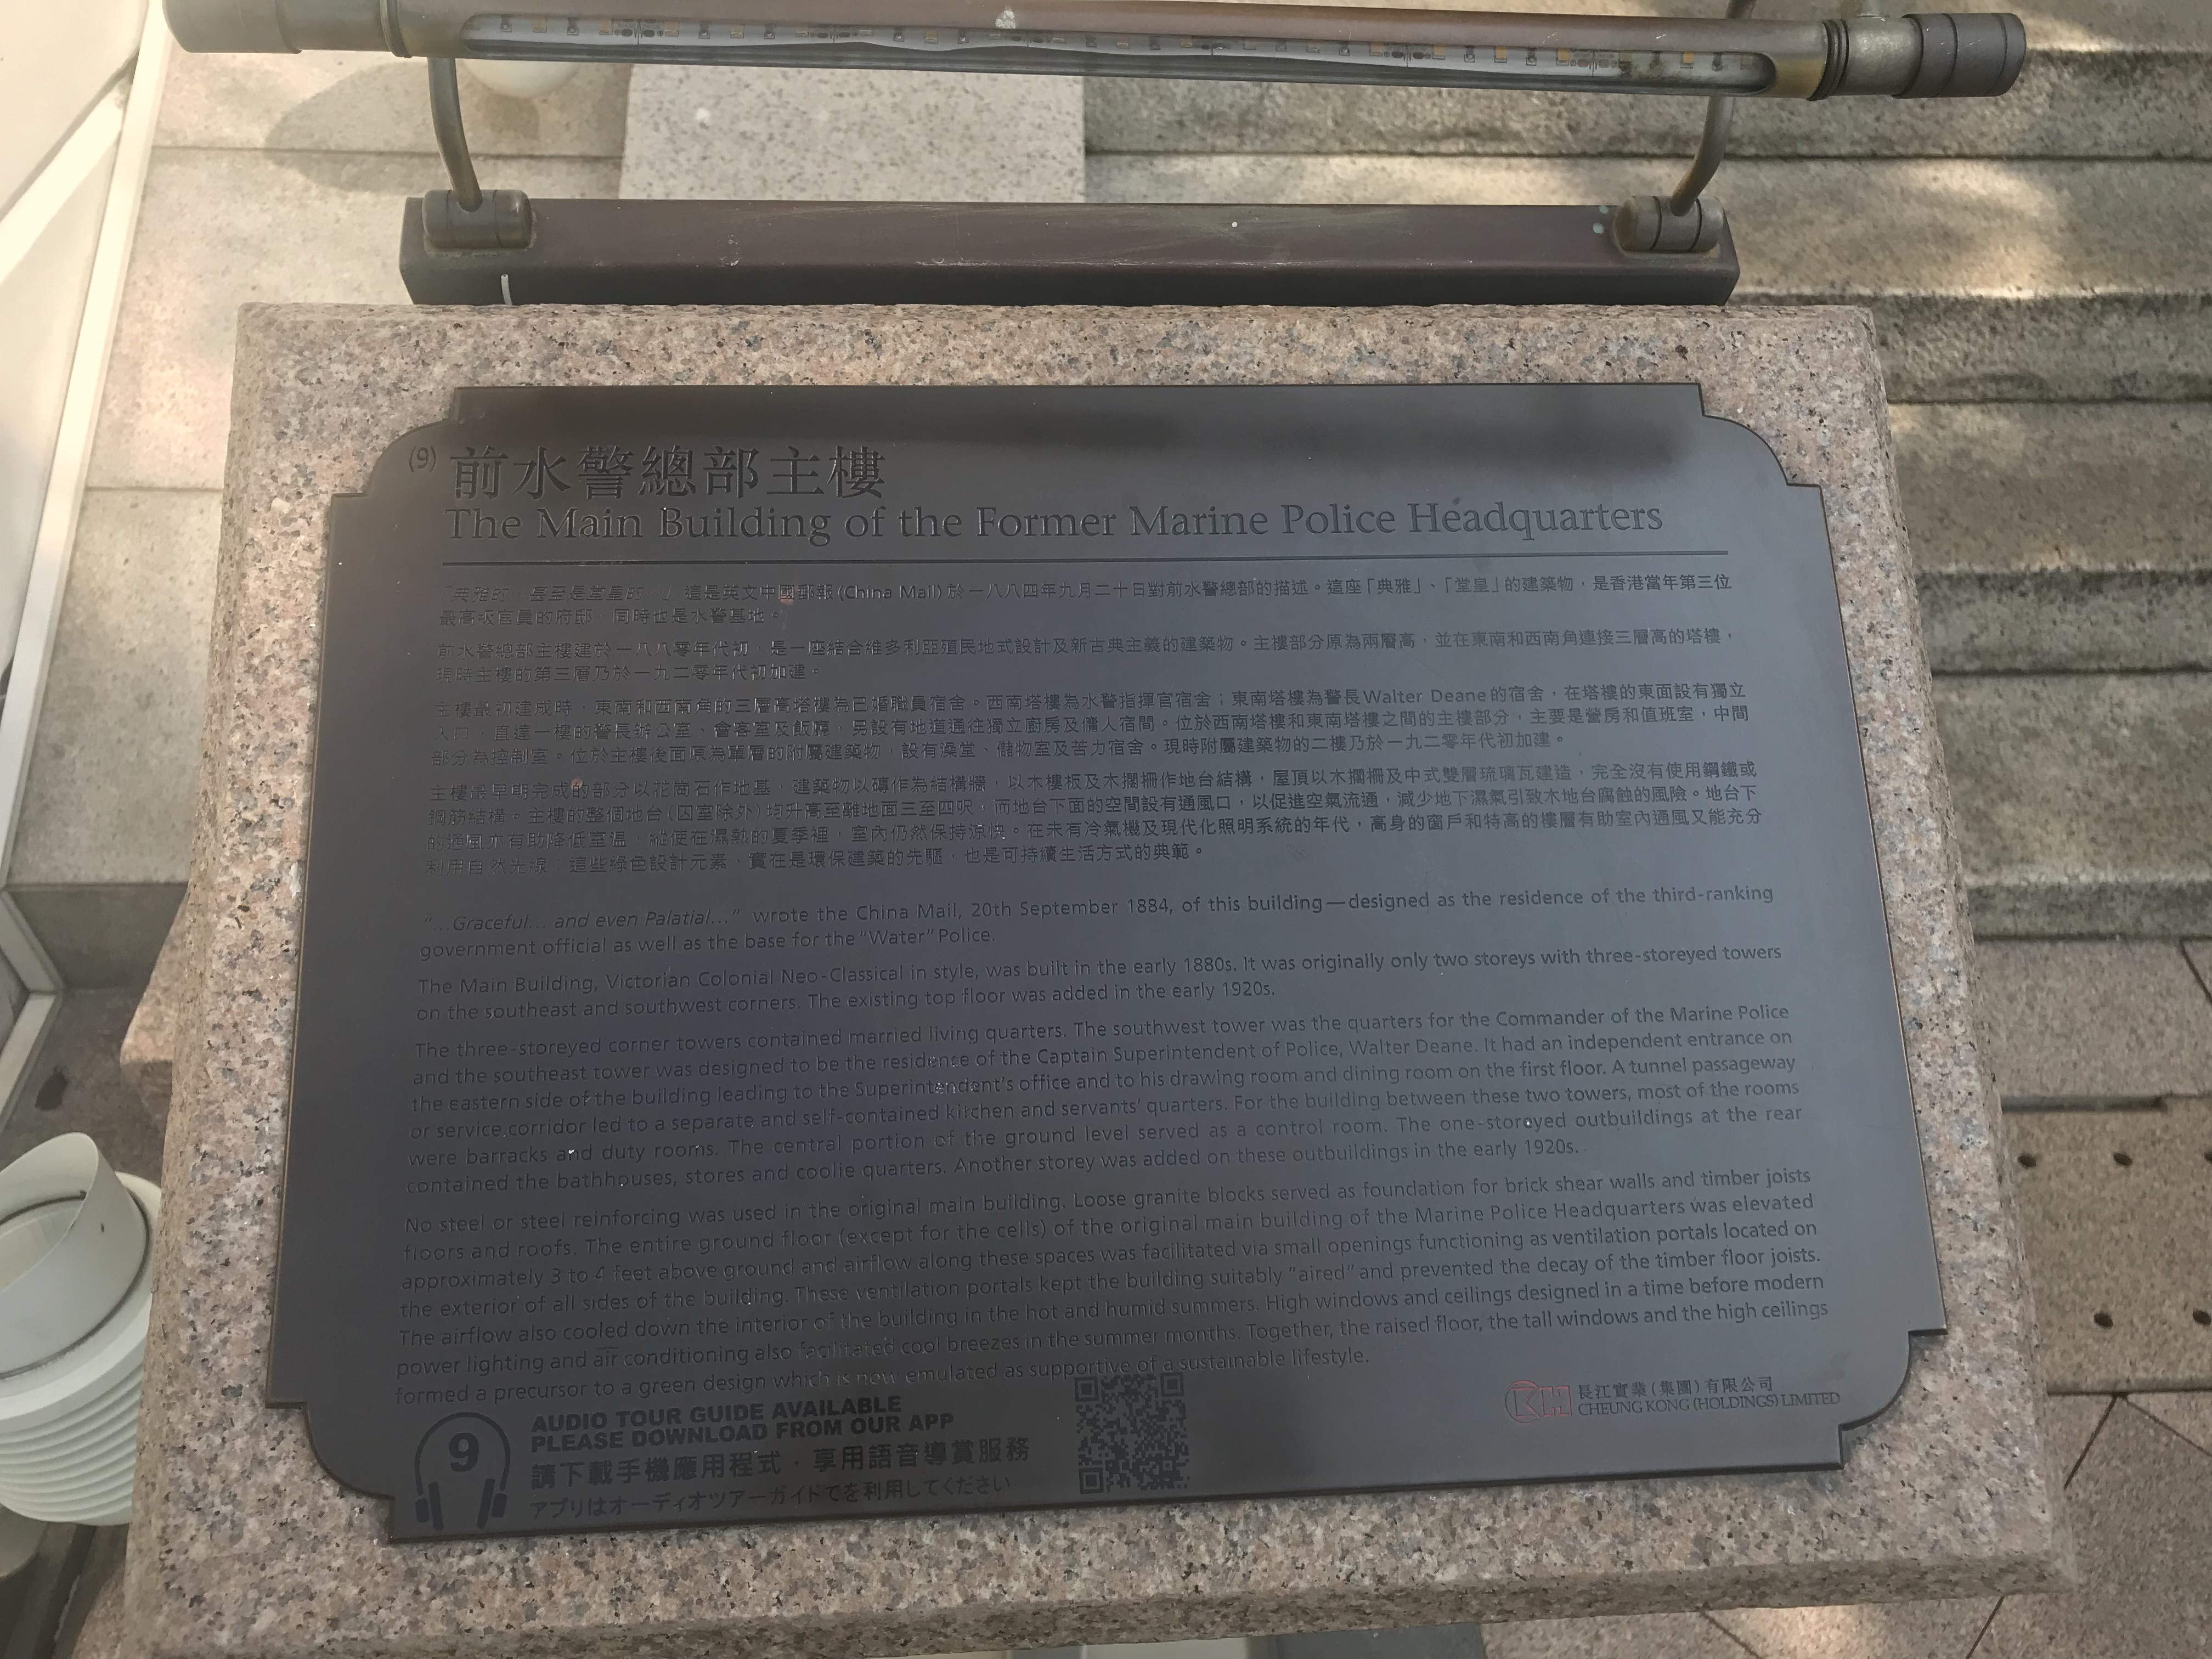 (9) 前水警總部主樓
The Main Building of the Former Marine Police Headquarters
「典雅的，甚至是堂皇的。」這是英文中國郵報(China Mail)於一八八四年九月二十日對前水警總部的描述。這座「典雅」、「堂皇」的建築物，是香港當年第三位
最高級官員的府邸，同時也是水警基地。
前水警總部主樓建於一八八零年代初，是一座結合維多利亞殖民地式設計及新古典主義的建築物。主樓部分原為兩層高，並在東南和西南角連接三層高的塔樓，
現時主樓的第三層乃於一九二零年代初加建。
主樓最初建成時，東南和西南角的三層高塔樓為已婚職員宿舍。西南塔樓為水警指揮官宿舍；東南塔樓為警長Walter Deane的宿舍，在塔樓的東面設有獨立
入口，直達一樓的警長辦公室、會客室及飯廳，另設有地道通往獨立廚房及傭人宿間。位於西南塔樓和東南塔樓之間的主樓部分，主要是營房和值班室，中間
部分為控制室。位於主樓後面原為單層的附屬建築物，設有澡堂、儲物室及苦力宿舍。現時附屬建築物的二樓乃於一九二零年代初加建。
主樓最早期完成的部分以花崗石作地基，建築物以磚作為結構牆，以木樓板及木擱柵作地台結構，屋頂以木擱柵及中式雙層琉璃瓦建造，完全沒有使用鋼鐵或
鋼筋結構。主樓的整個地台(囚室除外)均升高至離地面三至四呎，而地台下面的空間設有通風口，以促進空氣流通，減少地下濕氣引致木地台腐蝕的風險。地台下
的通風亦有助降低室溫，縱使在濕熱的夏季裡，室內仍然保持涼快。在未有冷氣機及現代化照明系統的年代，高身的窗戶和特高的樓層有助室內通風又能充分
利用自然光線；這些綠色設計元素，實在是環保建築的先驅，也是可持續生活方式的典範。
“...Graceful... and even Palatial...” wrote the China Mail, 20th September 1884, of this building—designed as the residence of the third-ranking
government official as well as the base for the “Water” Police.
The Main Building, Victorian Colonial Neo-Classical in style, was built in the early 1880s. It was originally only two storeys with three-storeyed towers
on the southeast and southwest corners. The existing top floor was added in the early 1920s.
The three-storeyed corner towers contained married living quarters. The southwest tower was the quarters for the Commander of the Marine Police
and the southeast tower was designed to be the residence of the Captain Superintendent of Police, Walter Deane. It had an independent entrance on
the eastern side of the building leading to the Superintendent's office and to his drawing room and dining room on the first floor. A tunnel passageway
or service corridor led to a separate and self-contained kitchen and servants' quarters. For the building between these two towers, most of the rooms
were barracks and duty rooms. The central portion of the ground level served as a control room. The one-storeyed outbuildings at the rear
contained the bathhouses, stores and coolie quarters. Another storey was added on these outbuildings in the early 1920s.
No steel or steel reinforcing was used in the original main building. Loose granite blocks served as foundation for brick shear walls and timber joists
floors and roofs. The entire ground floor (except for the cells) of the original main building of the Marine Police Headquarters was elevated
approximately 3 to 4 feet above ground and airflow along these spaces was facilitated via small openings functioning as ventilation portals located on
the exterior of all sides of the building. These ventilation portals kept the building suitably “aired” and prevented the decay of the timber floor joists.
The airflow also cooled down the interior of the building in the hot and humid summers. High windows and ceilings designed in a time before modern
power lighting and air conditioning also facilitated cool breezes in the summer months. Together, the raised floor, the tall windows and the high ceilings
formed a precursor to a green design which is now emulated as supportive of a sustainable lifestyle.
9
AUDIO TOUR GUIDE AVAILABLE
PLEASE DOWNLOAD FROM OUR APP
請下載手機應用程式，享用語音導賞服務
アプリはオーディオツアーガイドでを利用してください
長江實業(集團)有限公司
CHEUNG KONG (HOLDINGS) LIMITED